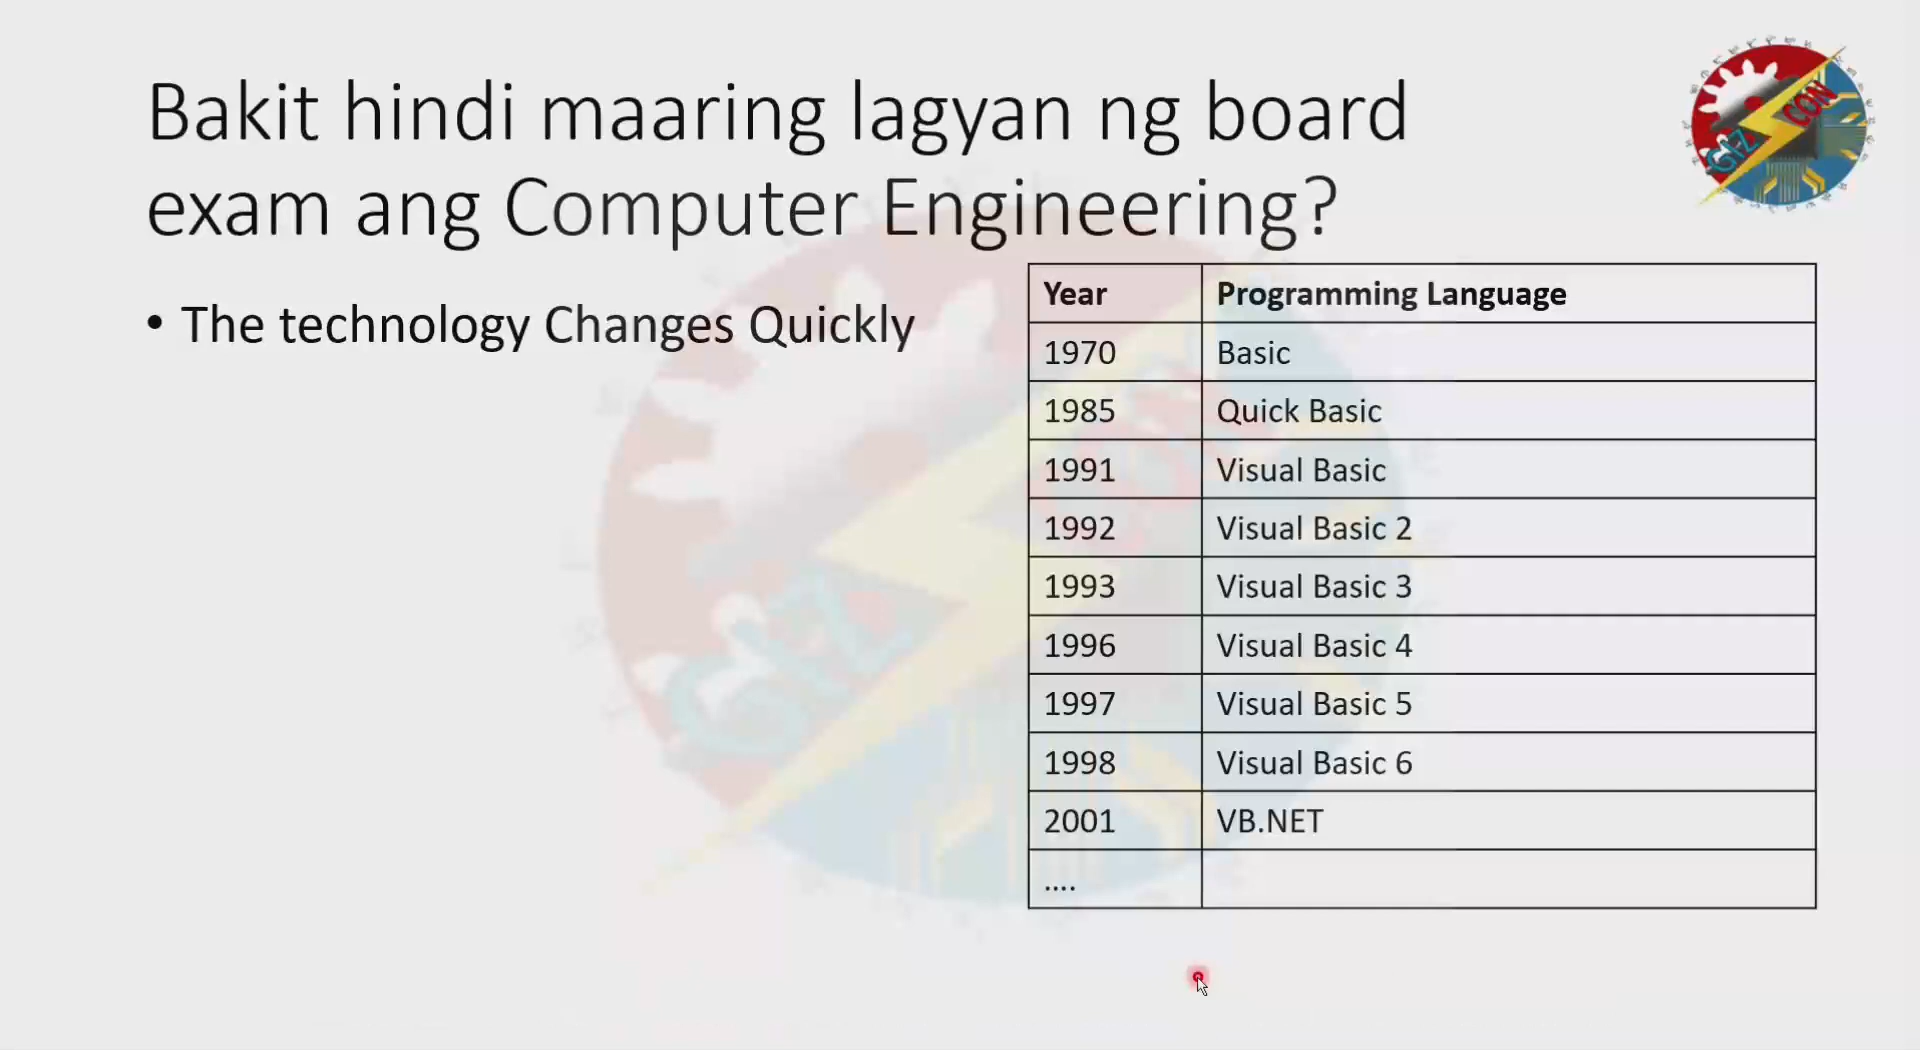 Bakit hindi maaring lagyan ng board
exam ang Computer Engineering?
GIZ CON
• The technology Changes Quickly
Year Programming Language
1970 Basic
1985 Quick Basic
1991 Visual Basic
1992 Visual Basic 2
1993 Visual Basic 3
1996 Visual Basic 4
1997 Visual Basic 5
1998 Visual Basic 6
2001 VB.NET
....